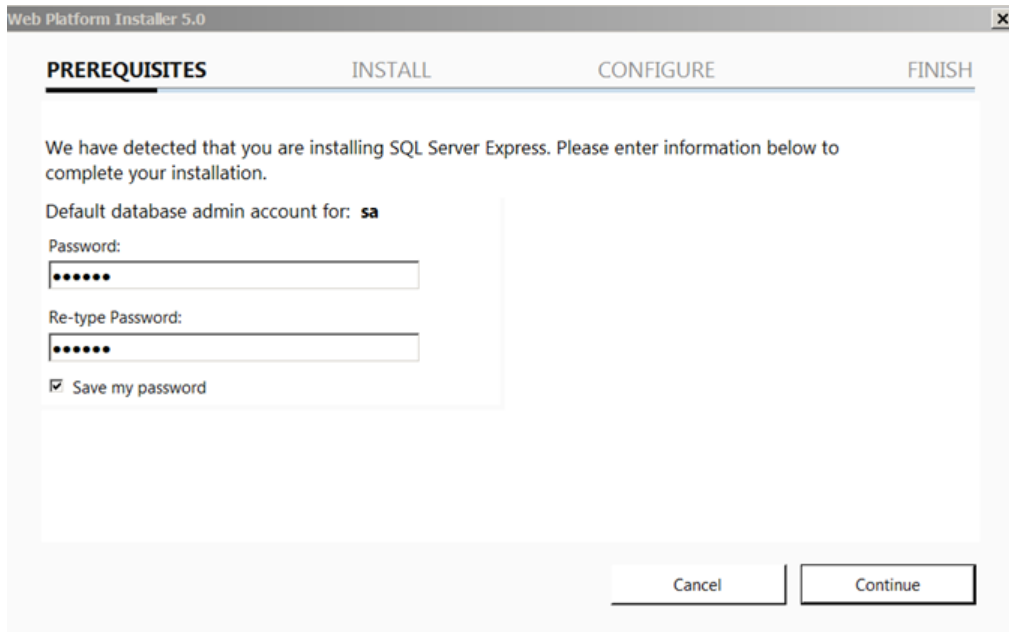 Web Platform Installer 5.0
PREREQUISITES INSTALL CONFIGURE FINISH
We have detected that you are installing SQL Server Express. Please enter information below to
complete your installation.
Default database admin account for: sa
Password:
••••••
Re-type Password:
••••••
Save my password
Cancel Continue